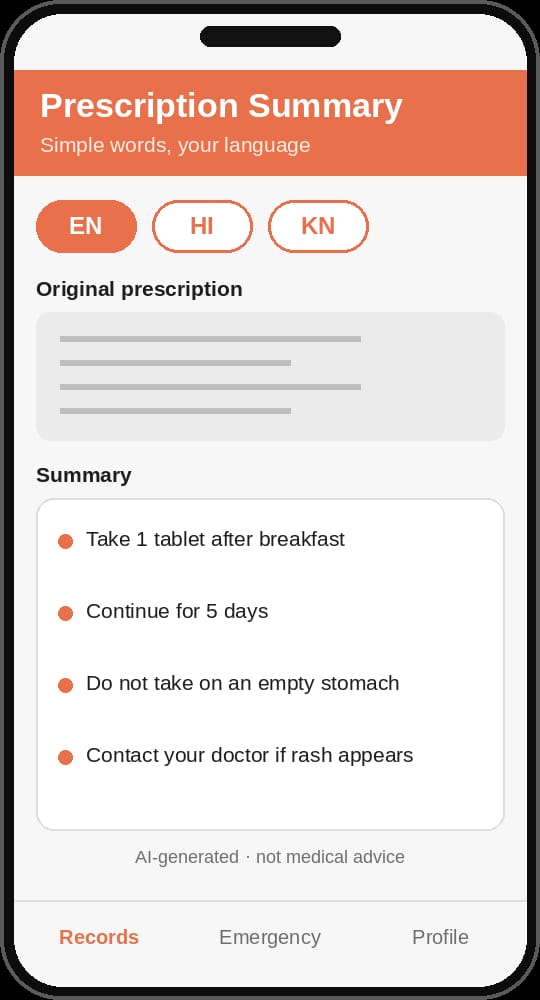 Prescription Summary
Simple words, your language
EN HI KN
Original prescription
Summary
Take 1 tablet after breakfast
Continue for 5 days
Do not take on an empty stomach
Contact your doctor if rash appears
AI-generated · not medical advice
Records Emergency Profile